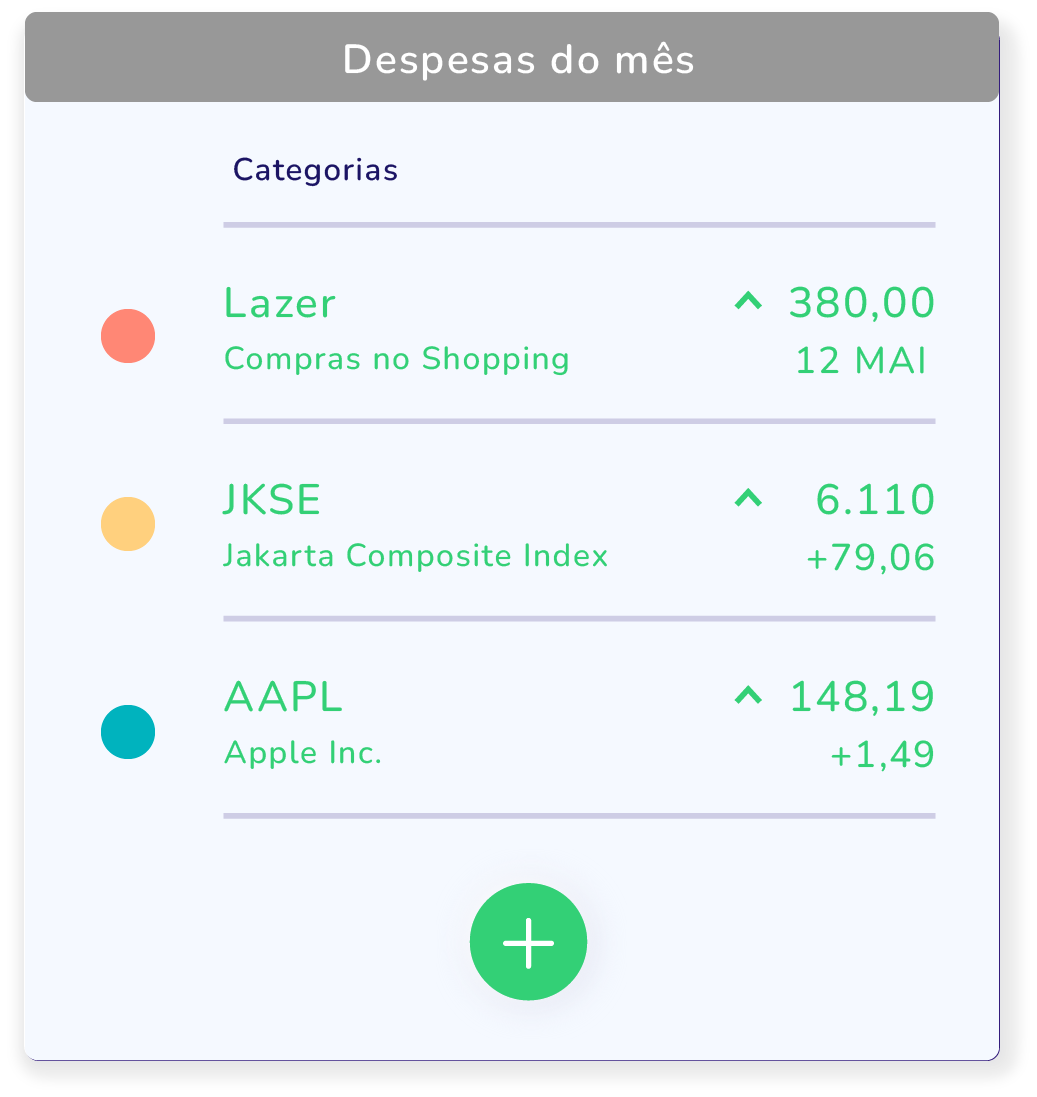 Despesas do mês
Categorias
Lazer 380,00
Compras no Shopping 12 MAI
JKSE 6.110
Jakarta Composite Index +79,06
AAPL 148,19
Apple Inc. +1,49